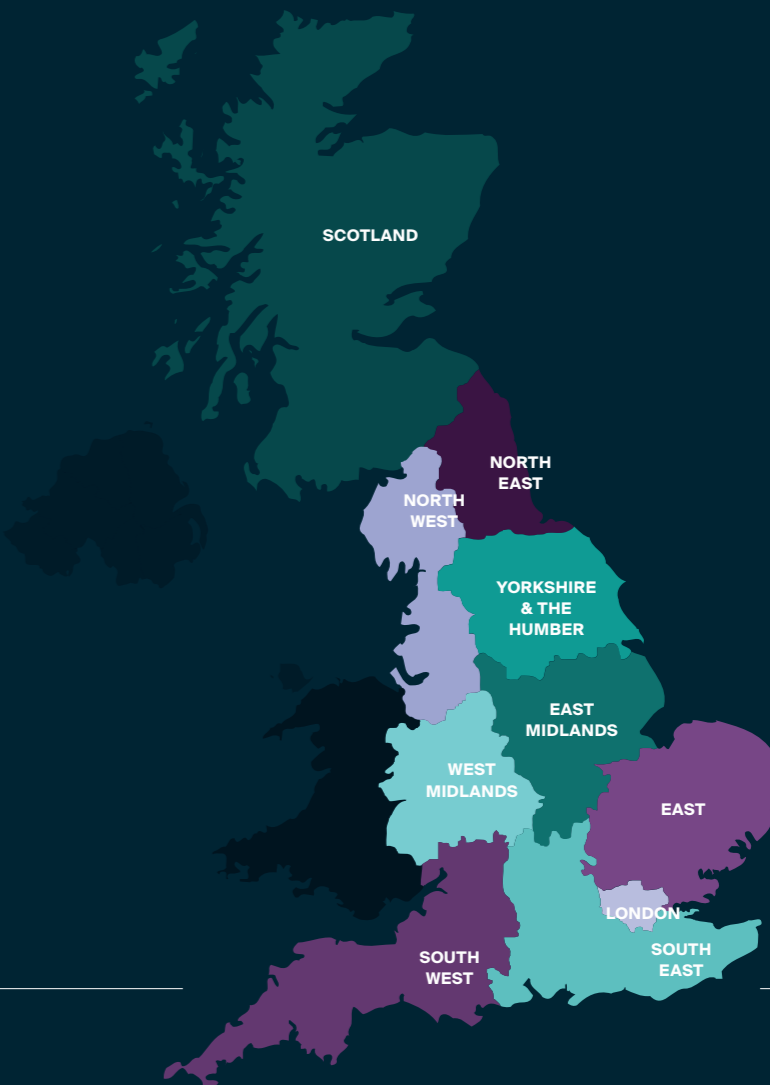 SCOTLAND
NORTH
EAST
NORTH
WEST
YORKSHIRE
& THE
HUMBER
EAST
MIDLANDS
WEST
MIDLANDS
EAST
LONDON
SOUTH
EAST
SOUTH
WEST